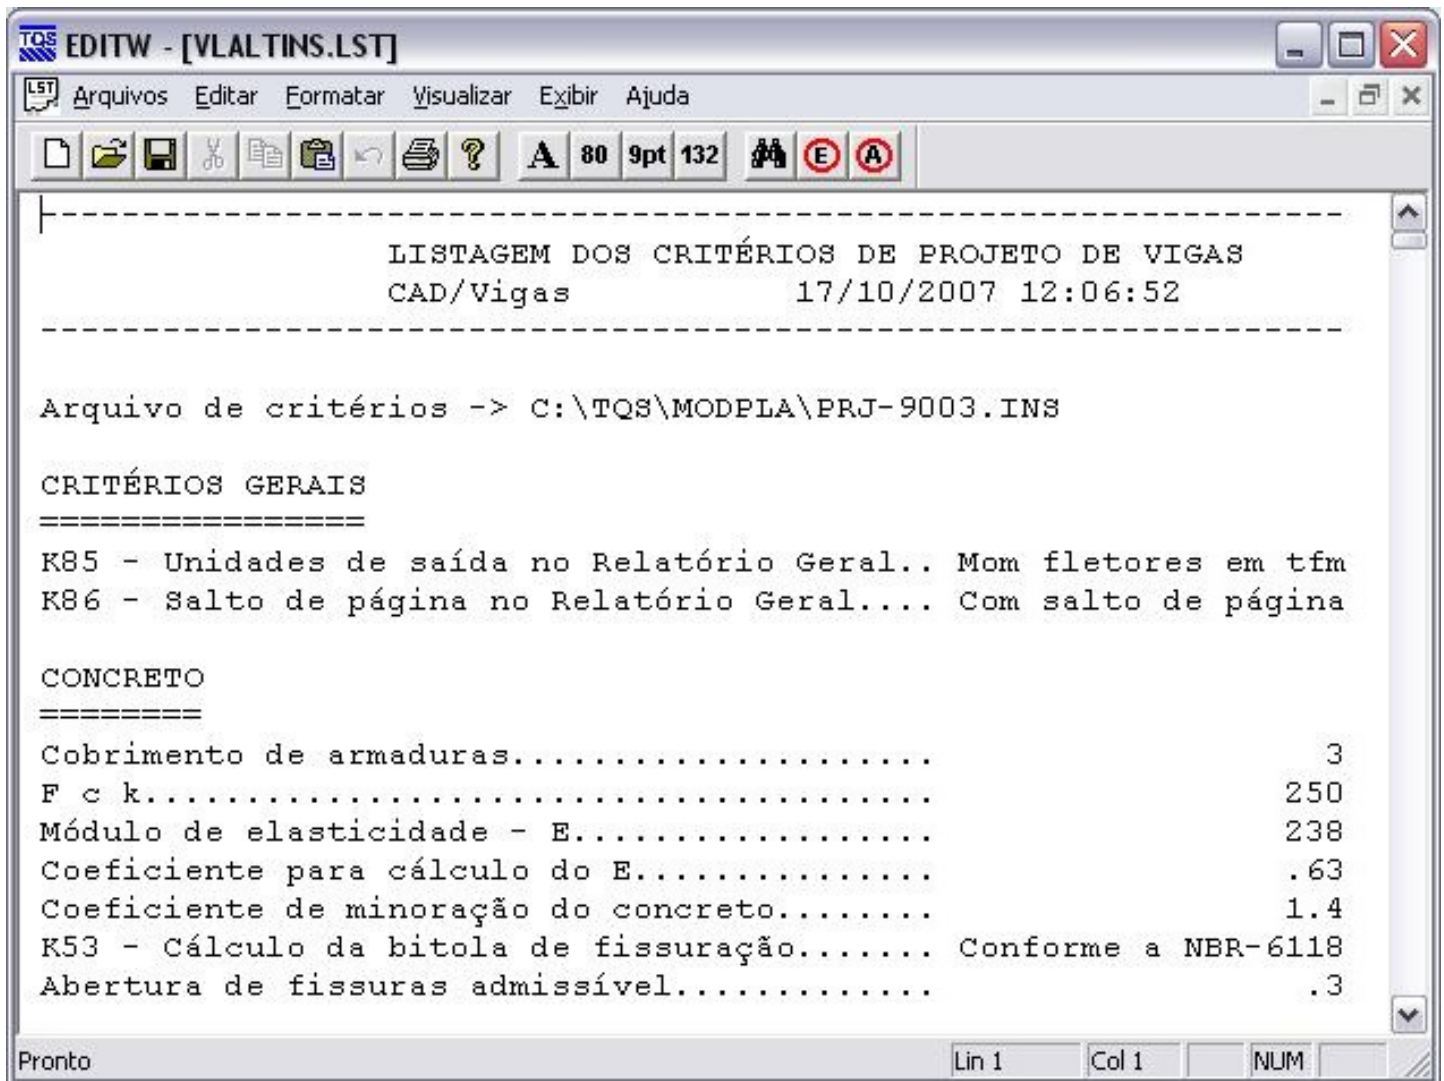 TQS EDITW - [VLALTINS.LST]
LST Arquivos Editar Formatar Visualizar Exibir Ajuda
A 80 9pt 132 E A
-----------------------------------------------------------------
LISTAGEM DOS CRITÉRIOS DE PROJETO DE VIGAS
CAD/Vigas 17/10/2007 12:06:52
-----------------------------------------------------------------
Arquivo de critérios -> C:\TQS\MODPLA\PRJ-9003.INS
CRITÉRIOS GERAIS
================
K85 - Unidades de saída no Relatório Geral.. Mom fletores em tfm
K86 - Salto de página no Relatório Geral.... Com salto de página
CONCRETO
========
Cobrimento de armaduras..................... 3
F c k....................................... 250
Módulo de elasticidade - E.................. 238
Coeficiente para cálculo do E............... .63
Coeficiente de minoração do concreto........ 1.4
K53 - Cálculo da bitola de fissuração....... Conforme a NBR-6118
Abertura de fissuras admissível............. .3
Pronto Lin 1 Col 1 NUM